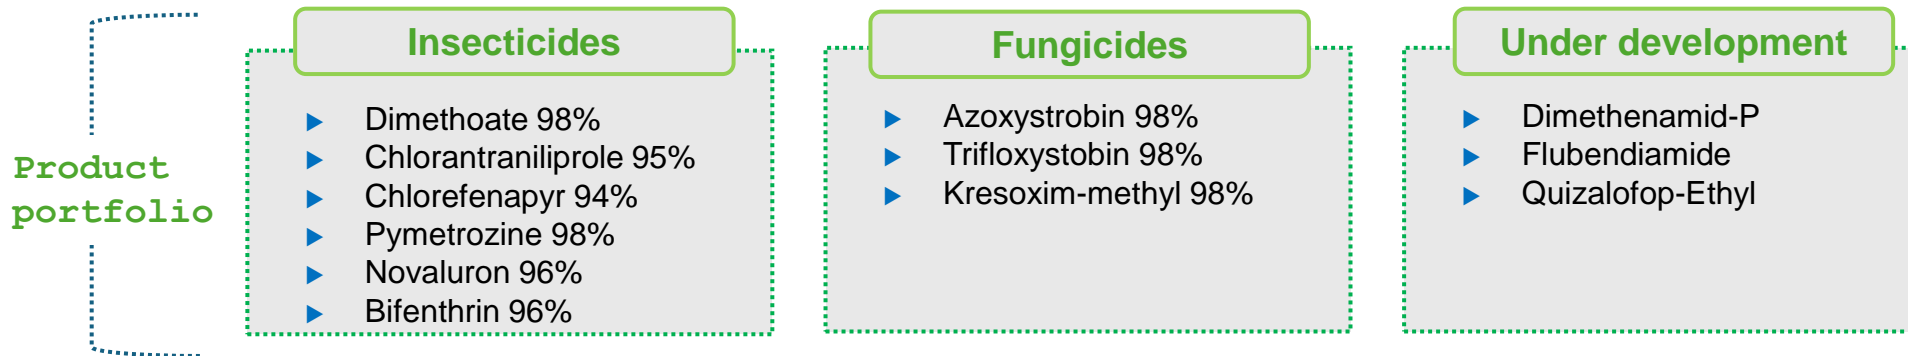 Product
portfolio
Insecticides
Dimethoate 98%
Chlorantraniliprole 95%
Chlorefenapyr 94%
Pymetrozine 98%
Novaluron 96%
Bifenthrin 96%
Fungicides
Azoxystrobin 98%
Trifloxystobin 98%
Kresoxim-methyl 98%
Under development
Dimethenamid-P
Flubendiamide
Quizalofop-Ethyl